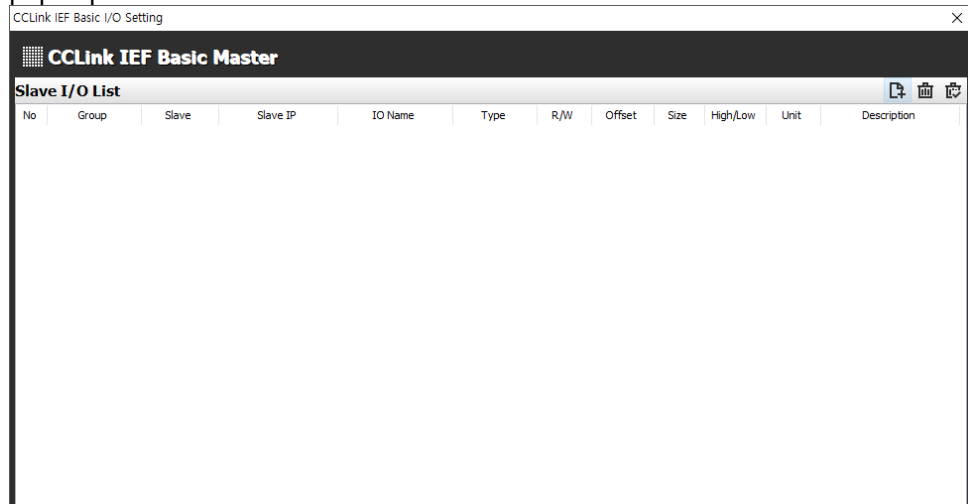 CCLink IEF Basic I/O Setting
CCLink IEF Basic Master
Slave I/O List
No Group Slave Slave IP IO Name Type R/W Offset Size High/Low Unit Description